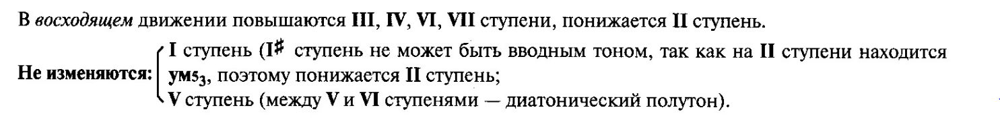 В восходящем движении повышаются III, IV, VI, VII ступени, понижается II ступень.
I ступень (I♯ ступень не может быть вводным тоном, так как на II ступени находится
Не изменяются: ум53, поэтому понижается II ступень;
V ступень (между V и VI ступенями — диатонический полутон).